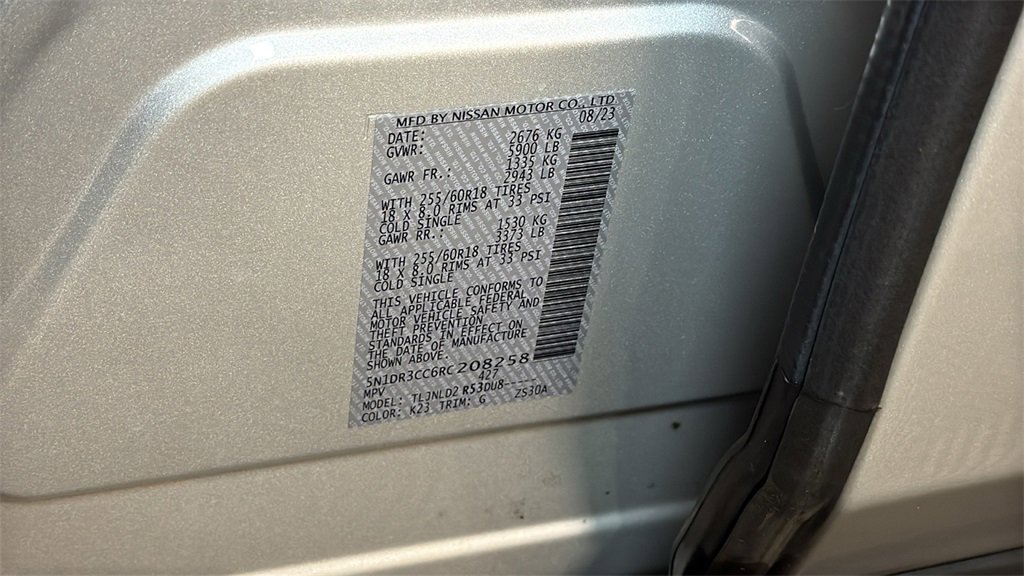 MFD BY NISSAN MOTOR CO., LTD
DATE: 08/23
GVWR: 2676 KG
5900 LB
GAWR FR.: 1335 KG
2943 LB
WITH 255/60R18 TIRES
18 X 8.0 RIMS AT 33 PSI
COLD SINGLE
GAWR RR.: 1530 KG
3373 LB
WITH 255/60R18 TIRES
18 X 8.0 RIMS AT 33 PSI
COLD SINGLE
THIS VEHICLE CONFORMS TO
ALL APPLICABLE FEDERAL
MOTOR VEHICLE SAFETY AND
THEFT PREVENTION
STANDARDS IN EFFECT ON
THE DATE OF MANUFACTURE
SHOWN ABOVE.
5N1DR3CC6RC208258
MPV 427
MODEL: TLJNLD2 R53DU8----- ZS30A
COLOR: K23 TRIM: G